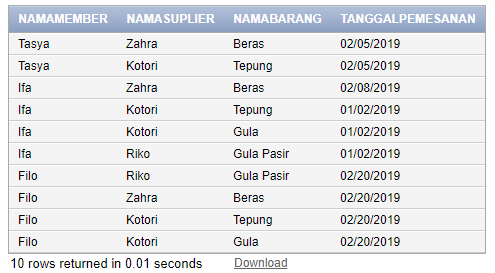 NAMAMEMBER NAMASUPLIER NAMABARANG TANGGALPEMESANAN
Tasya Zahra Beras 02/05/2019
Tasya Kotori Tepung 02/05/2019
Ifa Zahra Beras 02/08/2019
Ifa Kotori Tepung 01/02/2019
Ifa Kotori Gula 01/02/2019
Ifa Riko Gula Pasir 01/02/2019
Filo Riko Gula Pasir 02/20/2019
Filo Zahra Beras 02/20/2019
Filo Kotori Tepung 02/20/2019
Filo Kotori Gula 02/20/2019
10 rows returned in 0.01 seconds Download